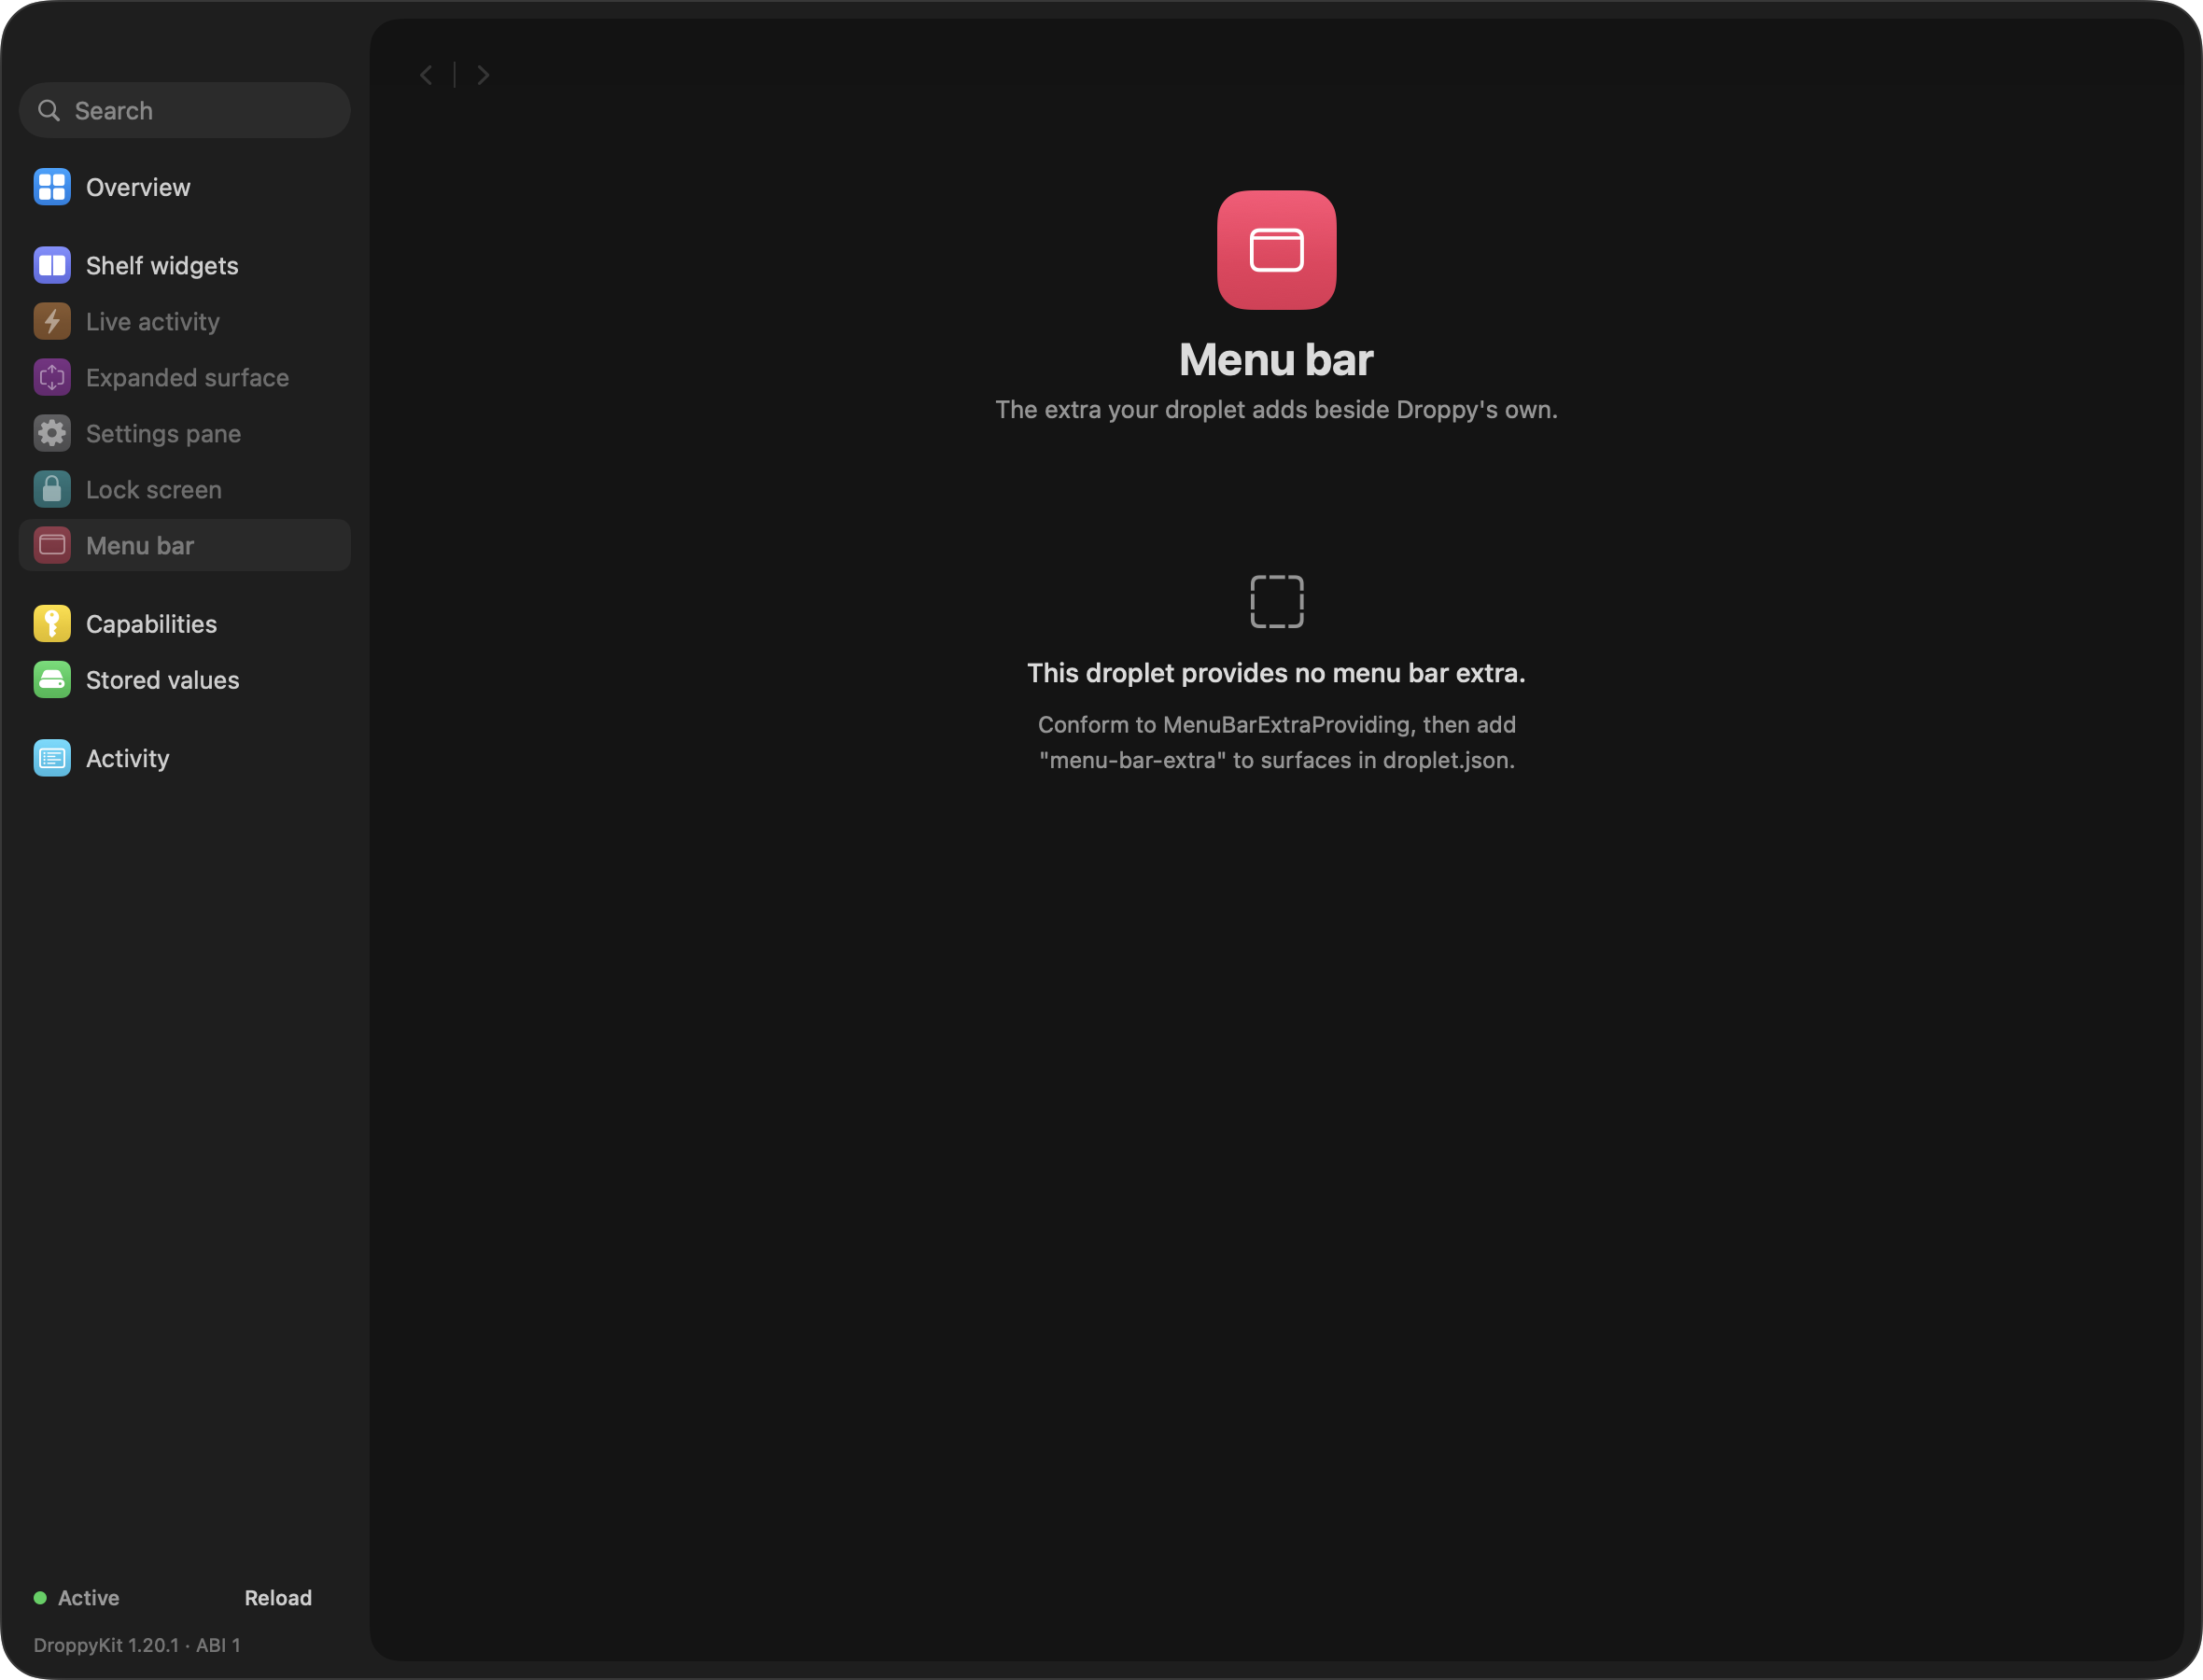 Search
Overview
Shelf widgets
Live activity
Expanded surface
Settings pane
Lock screen
Menu bar
Capabilities
Stored values
Activity
Active
Reload
DroppyKit 1.20.1 · ABI 1
Menu bar
The extra your droplet adds beside Droppy's own.
This droplet provides no menu bar extra.
Conform to MenuBarExtraProviding, then add
"menu-bar-extra" to surfaces in droplet.json.